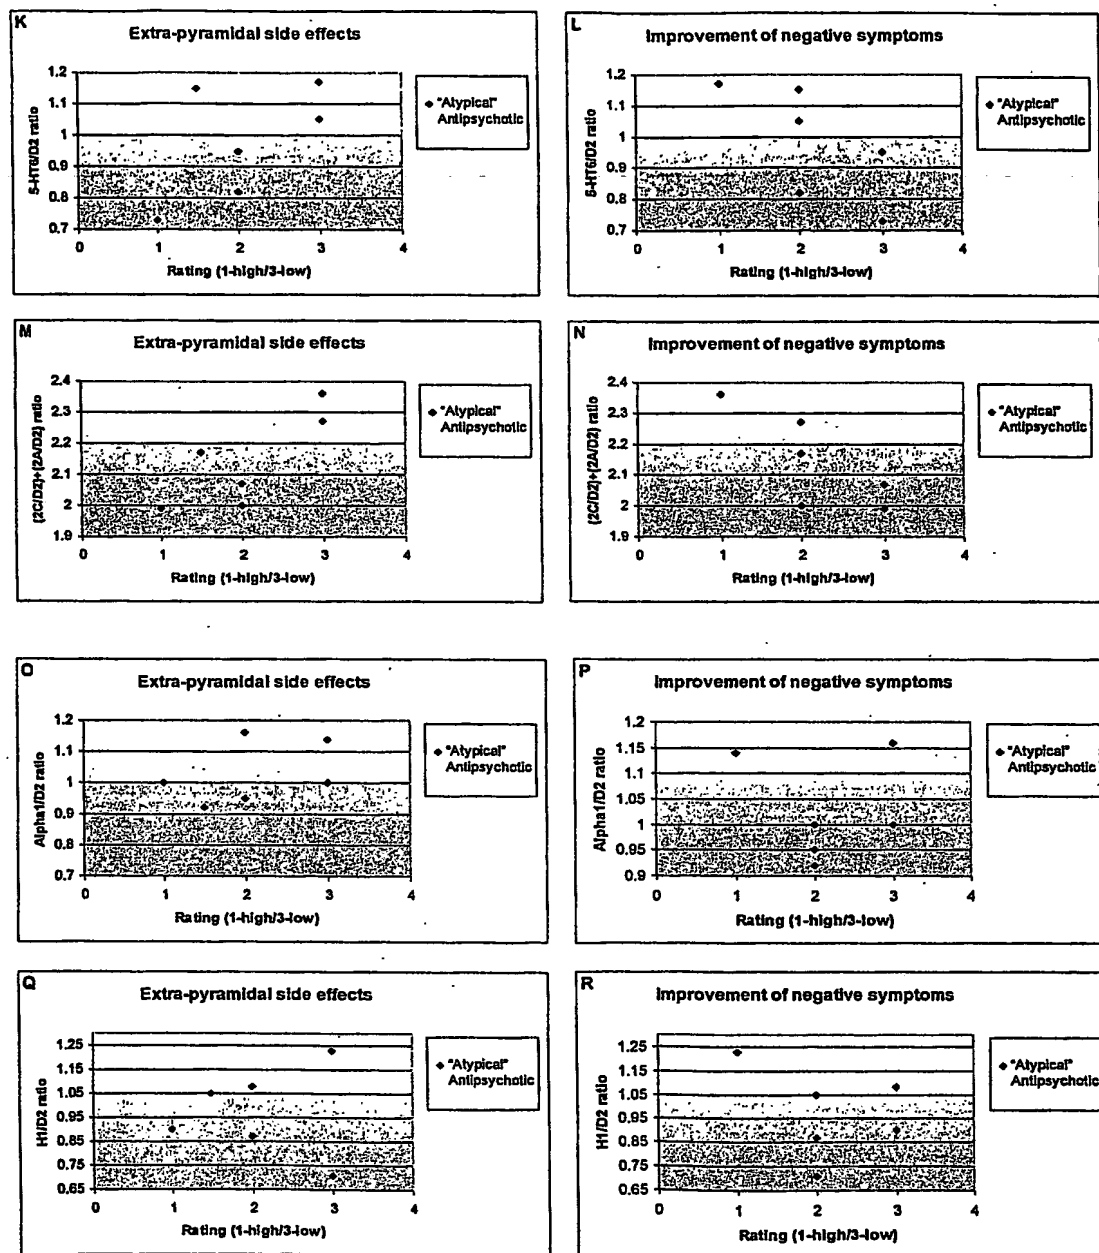 K
Extra-pyramidal side effects
5-HT6/D2 ratio
1.2
1.1
1
0.9
0.8
0.7
0 1 2 3 4
Rating (1-high/3-low)
"Atypical"
Antipsychotic
L
Improvement of negative symptoms
5-HT6/D2 ratio
1.2
1.1
1
0.9
0.8
0.7
0 1 2 3 4
Rating (1-high/3-low)
"Atypical"
Antipsychotic
M
Extra-pyramidal side effects
(2C/D2)+(2A/D2) ratio
2.4
2.3
2.2
2.1
2
1.9
0 1 2 3 4
Rating (1-high/3-low)
"Atypical"
Antipsychotic
N
Improvement of negative symptoms
(2C/D2)+(2A/D2) ratio
2.4
2.3
2.2
2.1
2
1.9
0 1 2 3 4
Rating (1-high/3-low)
"Atypical"
Antipsychotic
O
Extra-pyramidal side effects
Alpha1/D2 ratio
1.2
1.1
1
0.9
0.8
0.7
0 1 2 3 4
Rating (1-high/3-low)
"Atypical"
Antipsychotic
P
Improvement of negative symptoms
Alpha1/D2 ratio
1.2
1.15
1.1
1.05
1
0.95
0.9
0 1 2 3 4
Rating (1-high/3-low)
"Atypical"
Antipsychotic
Q
Extra-pyramidal side effects
H1/D2 ratio
1.25
1.15
1.05
0.95
0.85
0.75
0.65
0 1 2 3 4
Rating (1-high/3-low)
"Atypical"
Antipsychotic
R
Improvement of negative symptoms
H1/D2 ratio
1.25
1.15
1.05
0.95
0.85
0.75
0.65
0 1 2 3 4
Rating (1-high/3-low)
"Atypical"
Antipsychotic